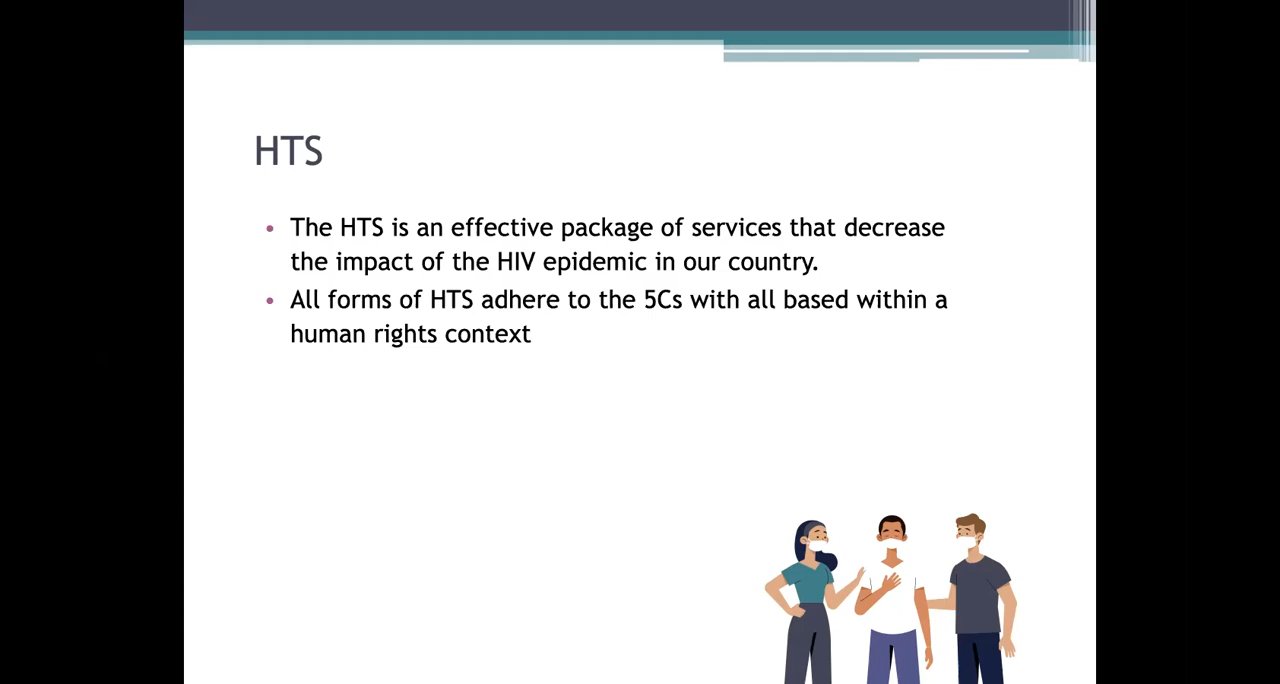 HTS
• The HTS is an effective package of services that decrease
the impact of the HIV epidemic in our country.
• All forms of HTS adhere to the 5Cs with all based within a
human rights context